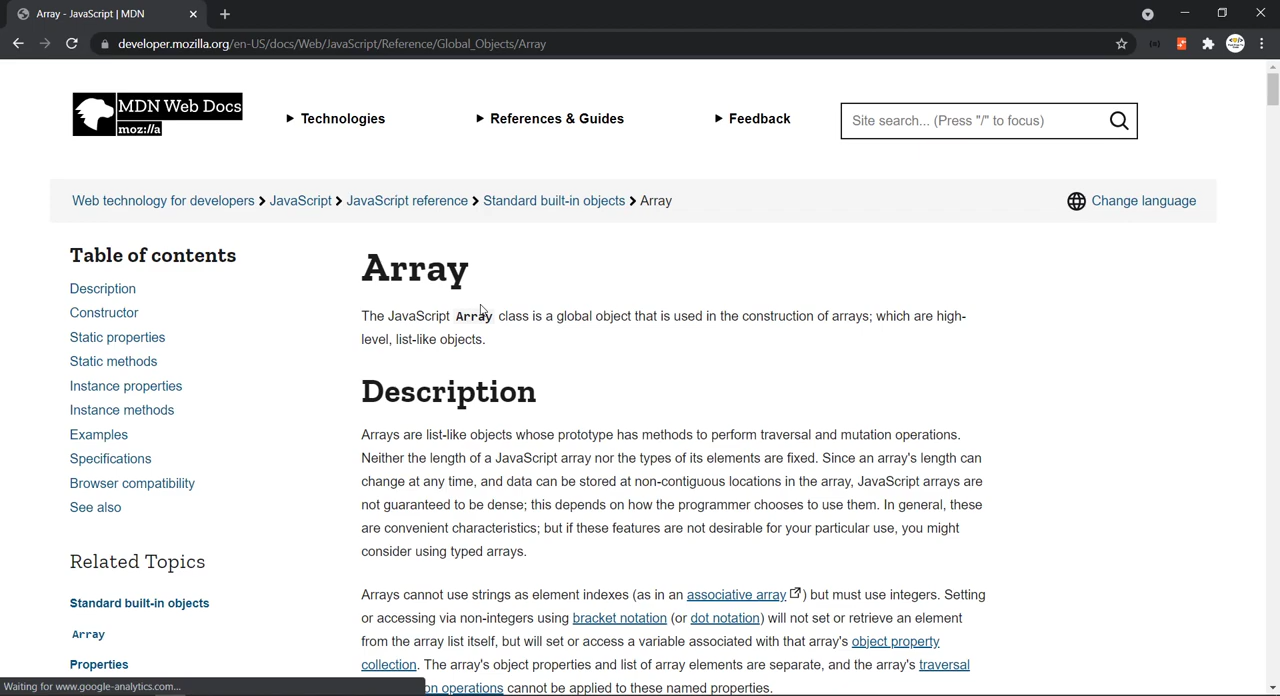 Array - JavaScript | MDN
developer.mozilla.org/en-US/docs/Web/JavaScript/Reference/Global_Objects/Array
MDN Web Docs
moz://a
Technologies
References & Guides
Feedback
Site search... (Press "/" to focus)
Web technology for developers > JavaScript > JavaScript reference > Standard built-in objects > Array
Change language
Table of contents
Description
Constructor
Static properties
Static methods
Instance properties
Instance methods
Examples
Specifications
Browser compatibility
See also
Related Topics
Standard built-in objects
Array
Properties
Array
The JavaScript Array class is a global object that is used in the construction of arrays; which are high-
level, list-like objects.
Description
Arrays are list-like objects whose prototype has methods to perform traversal and mutation operations.
Neither the length of a JavaScript array nor the types of its elements are fixed. Since an array's length can
change at any time, and data can be stored at non-contiguous locations in the array, JavaScript arrays are
not guaranteed to be dense; this depends on how the programmer chooses to use them. In general, these
are convenient characteristics; but if these features are not desirable for your particular use, you might
consider using typed arrays.
Arrays cannot use strings as element indexes (as in an associative array) but must use integers. Setting
or accessing via non-integers using bracket notation (or dot notation) will not set or retrieve an element
from the array list itself, but will set or access a variable associated with that array's object property
collection. The array's object properties and list of array elements are separate, and the array's traversal
on operations cannot be applied to these named properties.
Waiting for www.google-analytics.com...